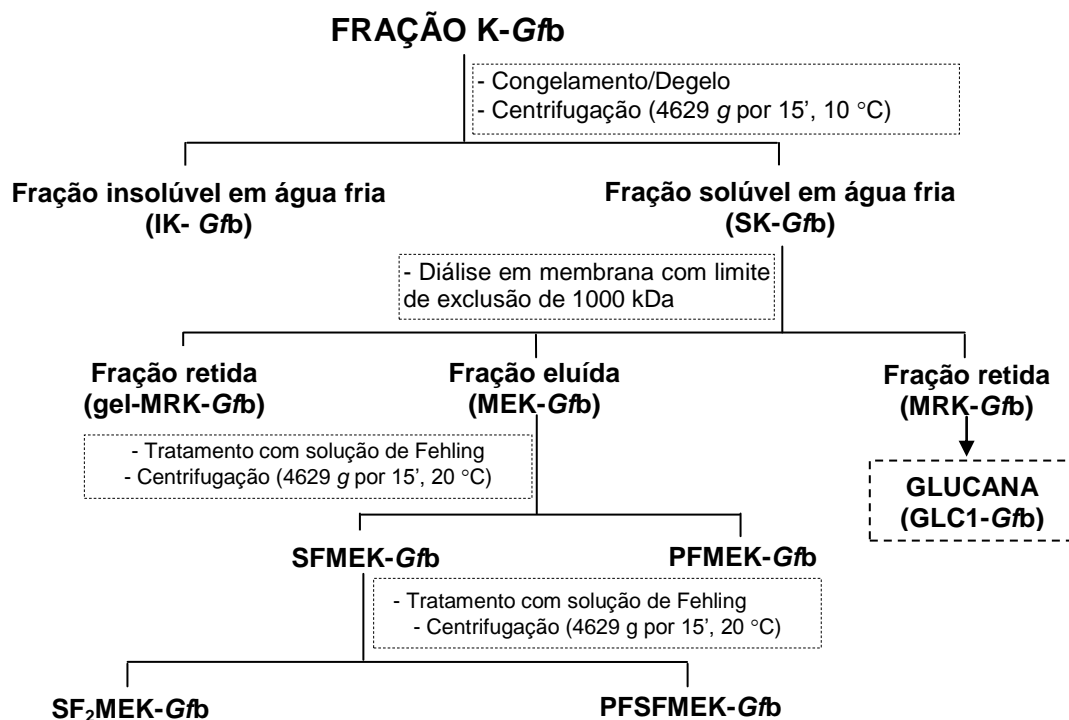 FRAÇÃO K-Gfb
- Congelamento/Degelo
- Centrifugação (4629 g por 15’, 10 °C)
Fração insolúvel em água fria
(IK- Gfb)
Fração solúvel em água fria
(SK-Gfb)
- Diálise em membrana com limite
de exclusão de 1000 kDa
Fração retida
(gel-MRK-Gfb)
Fração eluída
(MEK-Gfb)
Fração retida
(MRK-Gfb)
- Tratamento com solução de Fehling
- Centrifugação (4629 g por 15’, 20 °C)
GLUCANA
(GLC1-Gfb)
SFMEK-Gfb
PFMEK-Gfb
- Tratamento com solução de Fehling
- Centrifugação (4629 g por 15’, 20 °C)
SF₂MEK-Gfb
PFSFMEK-Gfb